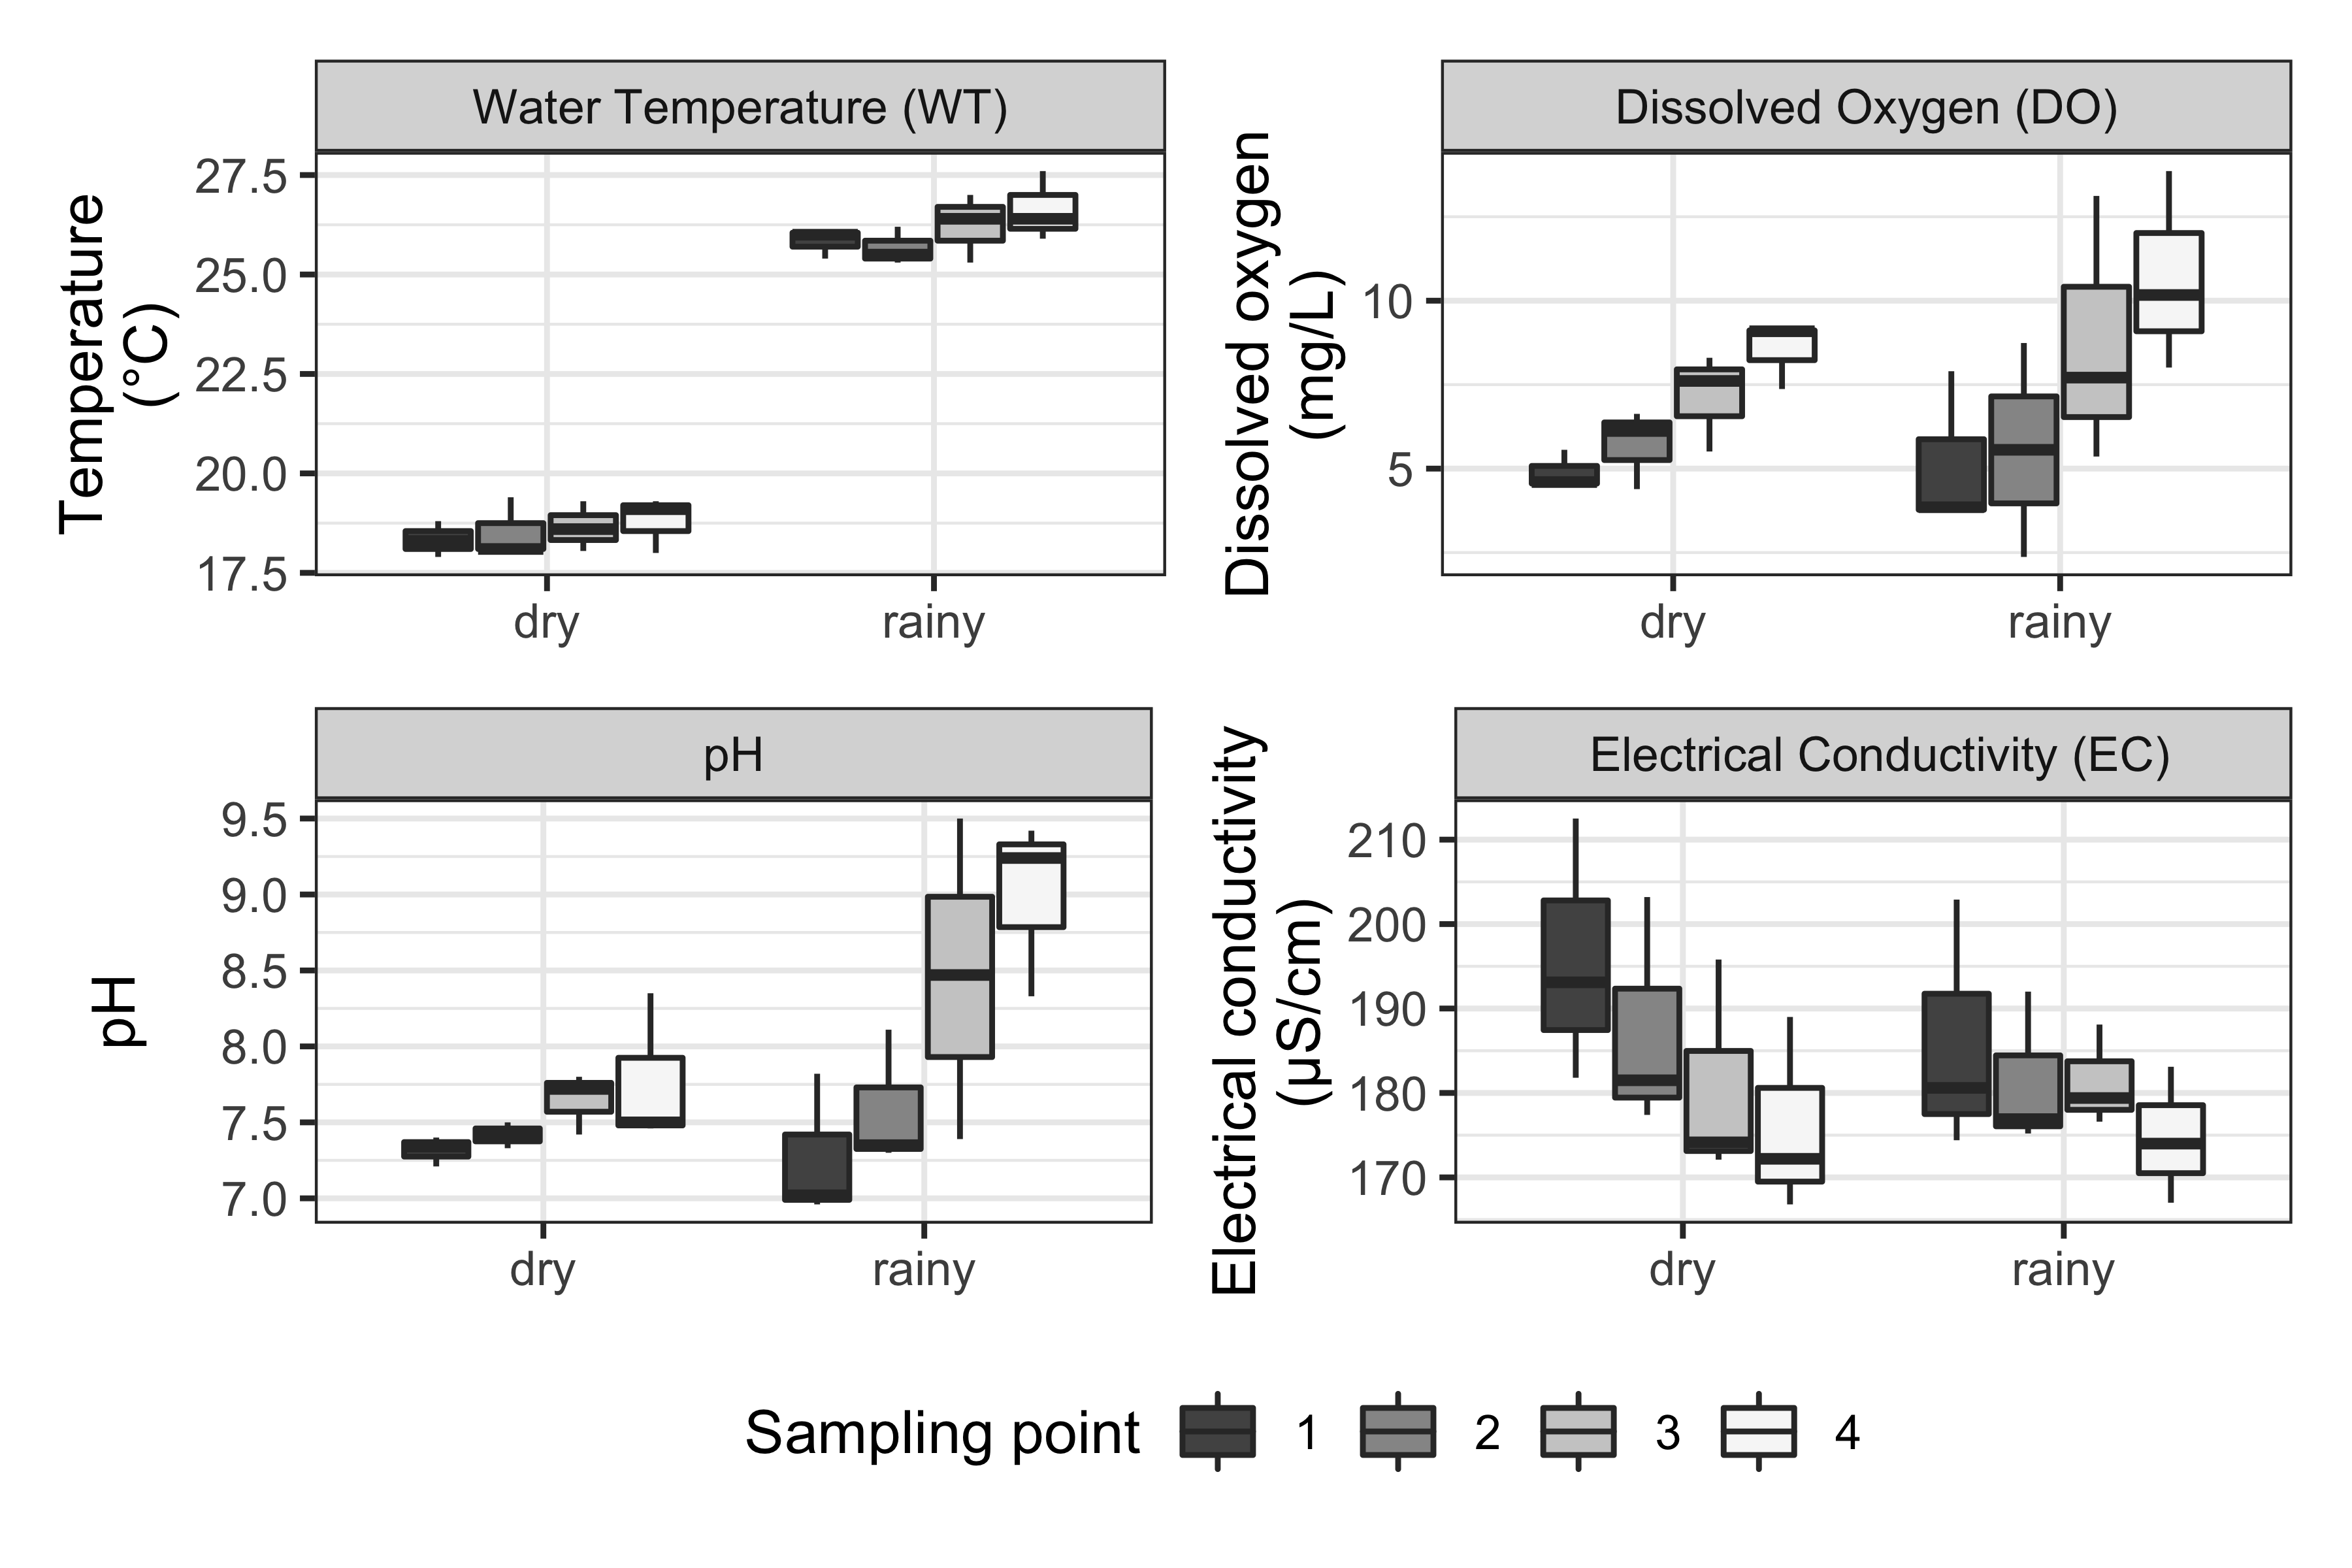 Water Temperature (WT)
Temperature
(°C)
27.5
25.0
22.5
20.0
17.5
dry
rainy
Dissolved Oxygen (DO)
Dissolved oxygen
(mg/L)
10
5
dry
rainy
pH
pH
9.5
9.0
8.5
8.0
7.5
7.0
dry
rainy
Electrical Conductivity (EC)
Electrical conductivity
(µS/cm)
210
200
190
180
170
dry
rainy
Sampling point 1 2 3 4